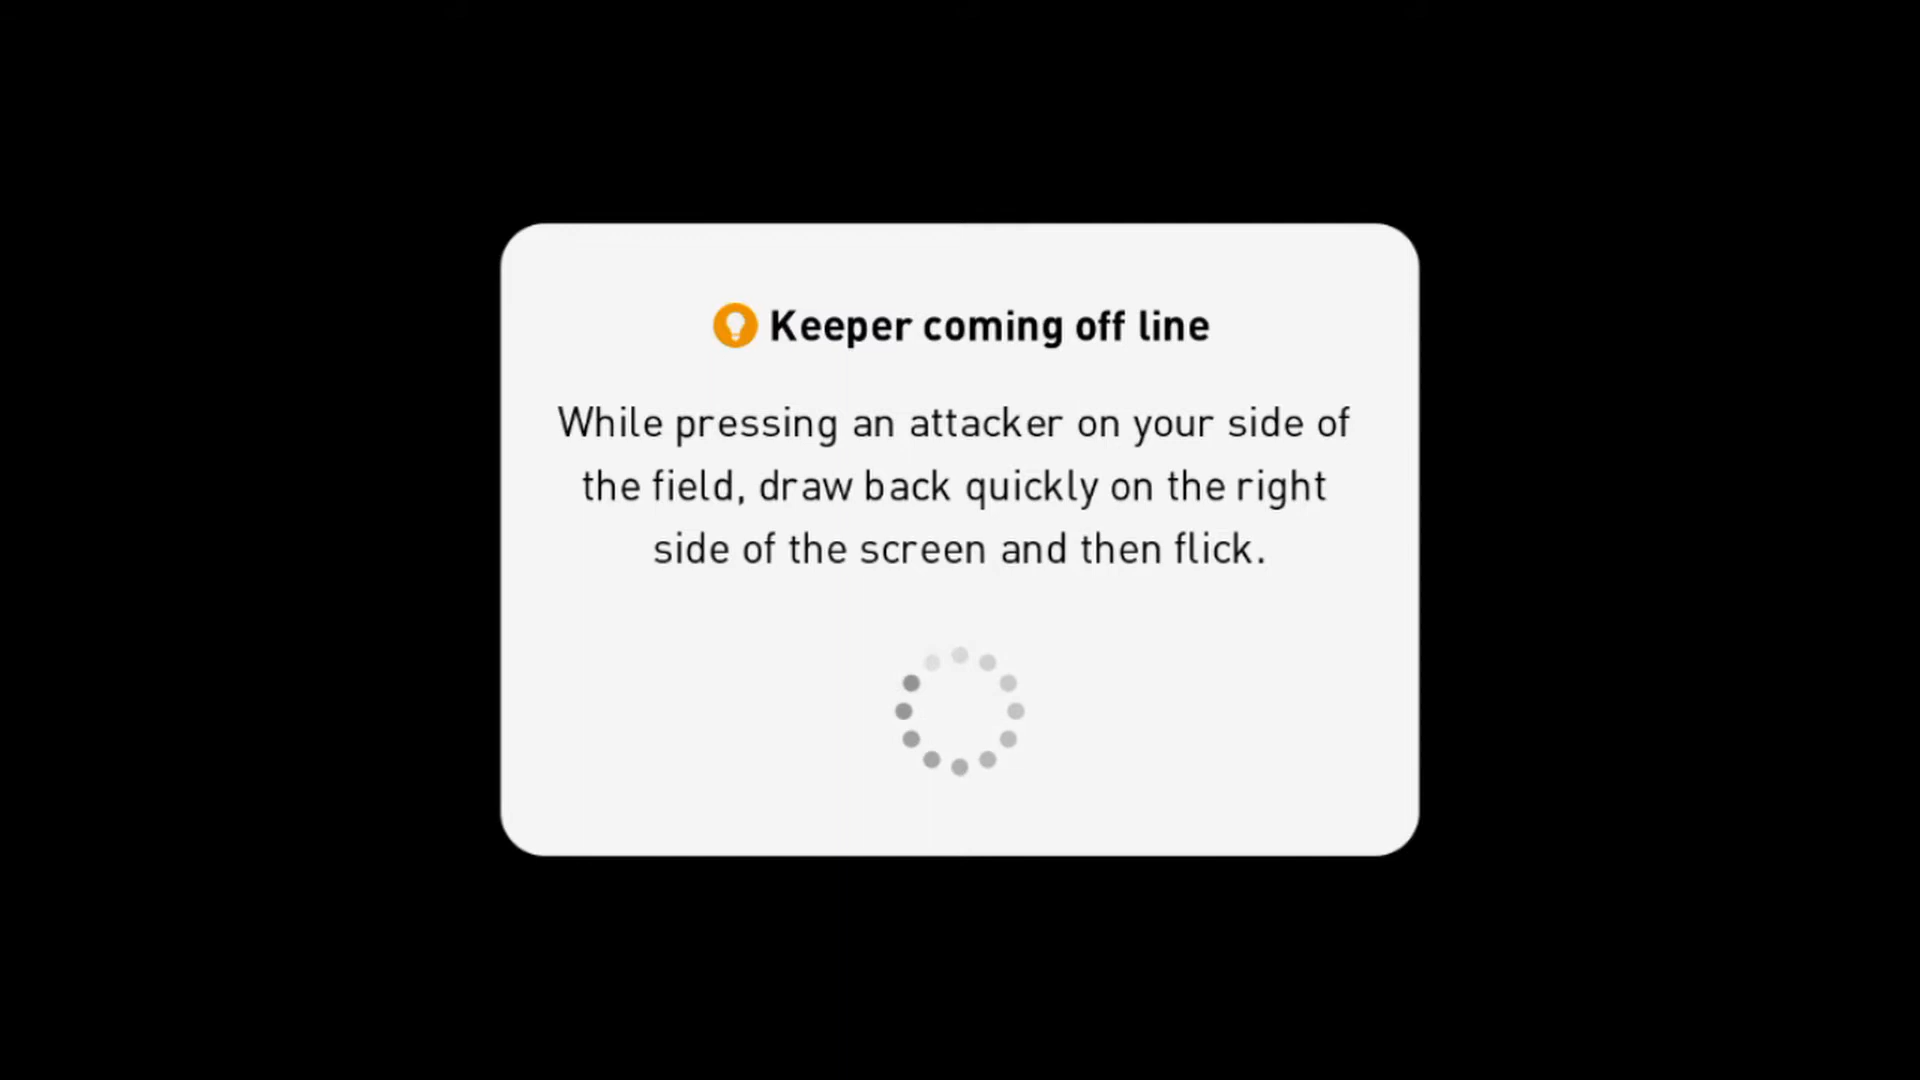 Keeper coming off line
While pressing an attacker on your side of
the field, draw back quickly on the right
side of the screen and then flick.